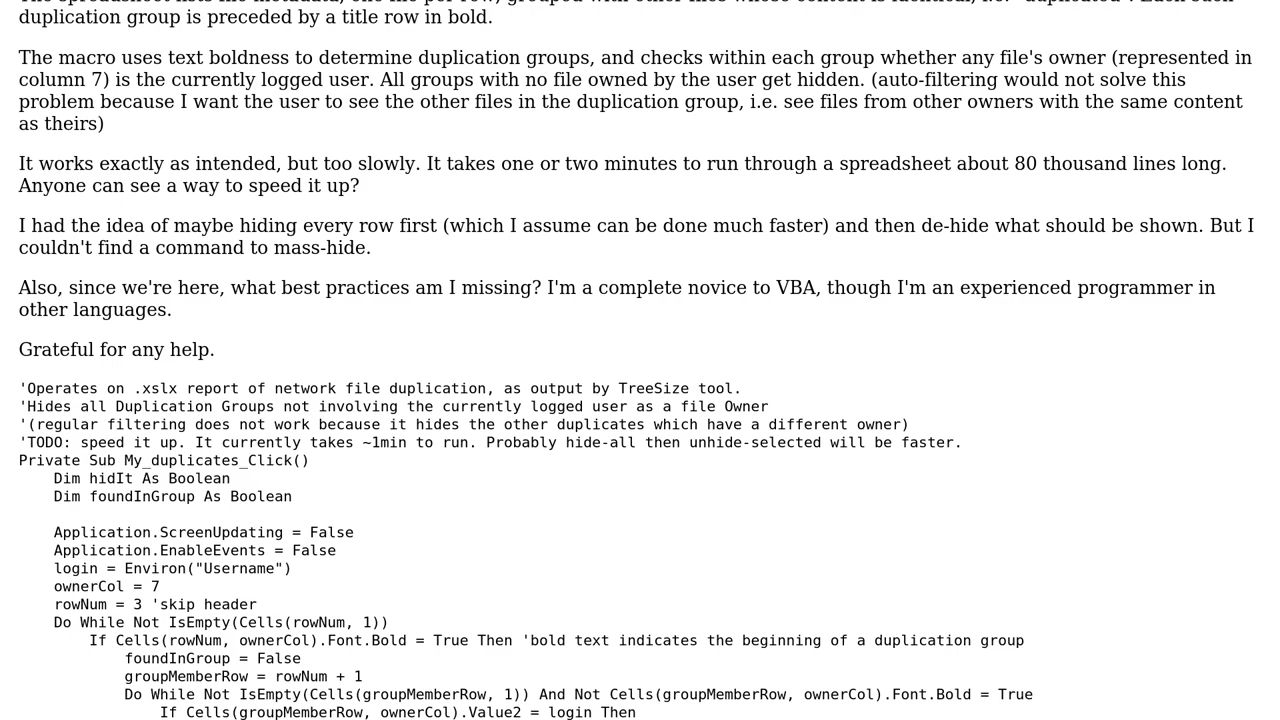 duplication group is preceded by a title row in bold.
The macro uses text boldness to determine duplication groups, and checks within each group whether any file's owner (represented in
column 7) is the currently logged user. All groups with no file owned by the user get hidden. (auto-filtering would not solve this
problem because I want the user to see the other files in the duplication group, i.e. see files from other owners with the same content
as theirs)
It works exactly as intended, but too slowly. It takes one or two minutes to run through a spreadsheet about 80 thousand lines long.
Anyone can see a way to speed it up?
I had the idea of maybe hiding every row first (which I assume can be done much faster) and then de-hide what should be shown. But I
couldn't find a command to mass-hide.
Also, since we're here, what best practices am I missing? I'm a complete novice to VBA, though I'm an experienced programmer in
other languages.
Grateful for any help.
'Operates on .xslx report of network file duplication, as output by TreeSize tool.
'Hides all Duplication Groups not involving the currently logged user as a file Owner
'(regular filtering does not work because it hides the other duplicates which have a different owner)
'TODO: speed it up. It currently takes ~1min to run. Probably hide-all then unhide-selected will be faster.
Private Sub My_duplicates_Click()
    Dim hidIt As Boolean
    Dim foundInGroup As Boolean
    Application.ScreenUpdating = False
    Application.EnableEvents = False
    login = Environ("Username")
    ownerCol = 7
    rowNum = 3 'skip header
    Do While Not IsEmpty(Cells(rowNum, 1))
        If Cells(rowNum, ownerCol).Font.Bold = True Then 'bold text indicates the beginning of a duplication group
            foundInGroup = False
            groupMemberRow = rowNum + 1
            Do While Not IsEmpty(Cells(groupMemberRow, 1)) And Not Cells(groupMemberRow, ownerCol).Font.Bold = True
                If Cells(groupMemberRow, ownerCol).Value2 = login Then